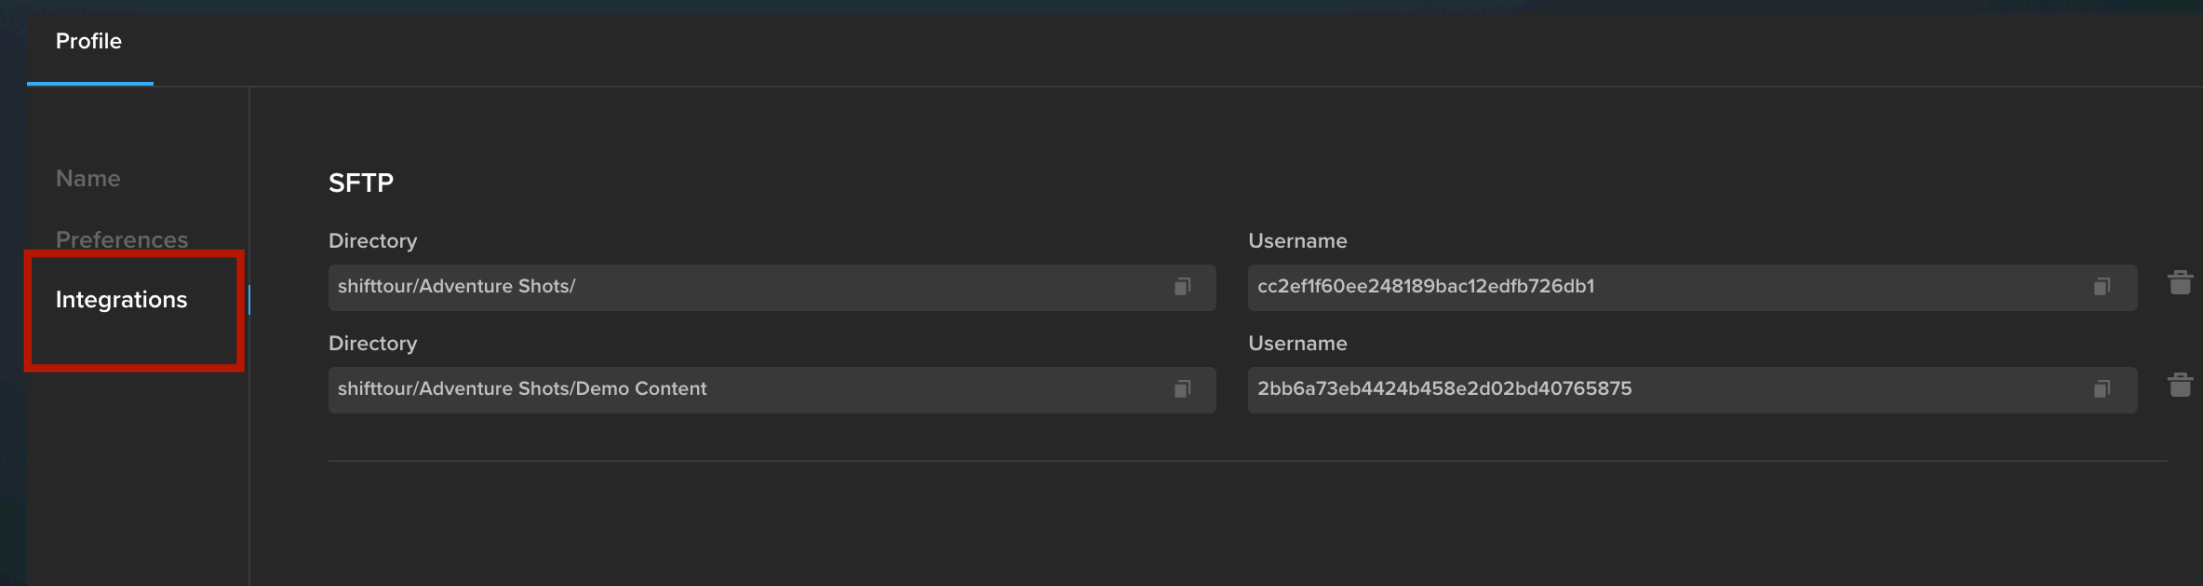 Profile
Name
Preferences
Integrations
SFTP
Directory
Username
shifttour/Adventure Shots/
cc2ef1f60ee248189bac12edfb726db1
Directory
Username
shifttour/Adventure Shots/Demo Content
2bb6a73eb4424b458e2d02bd40765875